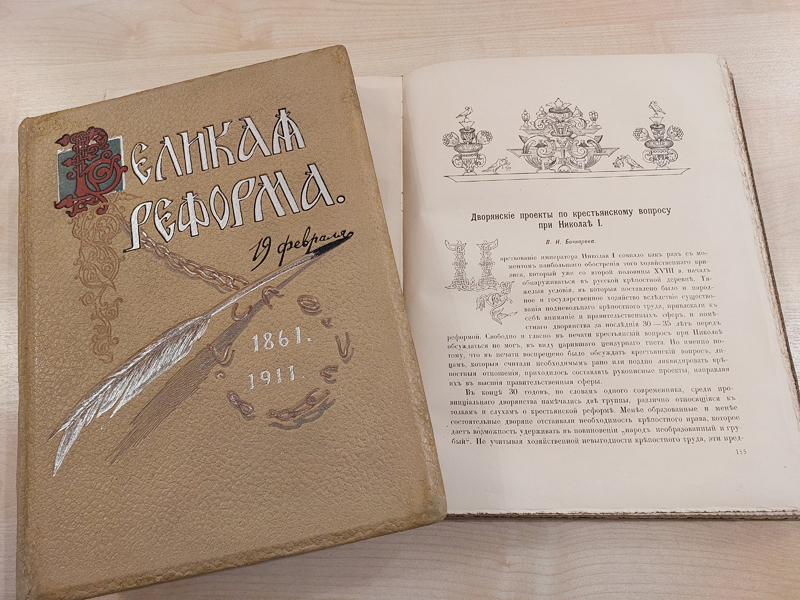 ВЕЛИКАЯ
РЕФОРМА.
19 февраля
1861.
1911.
Дворянскіе проекты по крестьянскому вопросу
при Николаѣ I.
В. И. Бочкарева.
Царствованіе императора Николая I совпало какъ разъ съ мо-
ментомъ наибольшаго обостренія того хозяйственнаго кри-
зиса, который уже со второй половины XVIII в. началъ
обнаруживаться въ русской крѣпостной деревнѣ. Тя-
желыя условія, въ которыя поставлено было и народ-
ное и государственное хозяйство вслѣдствіе существо-
ванія подневольнаго крѣпостного труда, привлекали къ
себѣ вниманіе и правительственныхъ сферъ, и помѣ-
стнаго дворянства за послѣднія 30—35 лѣтъ передъ
реформой. Свободно и гласно въ печати крестьянскій вопросъ при Николаѣ
обсуждаться не могъ, въ виду царившаго цензурнаго гнета. Но именно по-
тому, что въ печати воспрещено было обсуждать крестьянскій вопросъ, ли-
цамъ, которыя считали необходимымъ рано или поздно ликвидировать крѣ-
постныя отношенія, приходилось составлять рукописные проекты, направляя
ихъ въ высшія правительственныя сферы.
Въ концѣ 30 годовъ, по словамъ одного современника, среди про-
винціальнаго дворянства намѣчались двѣ группы, различно относящіяся къ
толкамъ и слухамъ о крестьянской реформѣ. Менѣе образованные и менѣе
состоятельные дворяне отстаивали необходимость крѣпостного права, которое
даетъ возможность удерживать въ повиновеніи „народъ необразованный и гру-
бый“. Не учитывая хозяйственной невыгодности крѣпостного труда, эти пред-
155